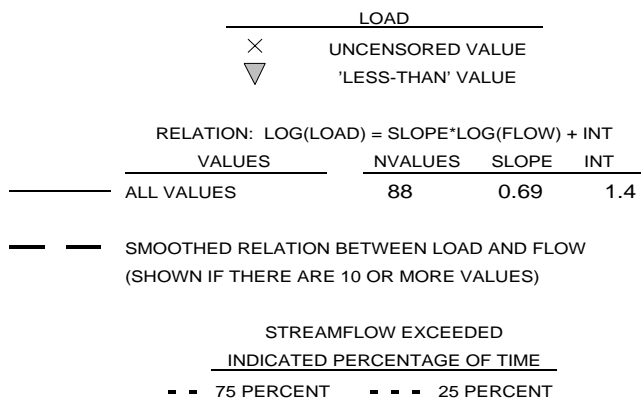 LOAD
UNCENSORED VALUE
'LESS-THAN' VALUE
RELATION: LOG(LOAD) = SLOPE*LOG(FLOW) + INT
VALUES NVALUES SLOPE INT
ALL VALUES 88 0.69 1.4
SMOOTHED RELATION BETWEEN LOAD AND FLOW
(SHOWN IF THERE ARE 10 OR MORE VALUES)
STREAMFLOW EXCEEDED
INDICATED PERCENTAGE OF TIME
75 PERCENT 25 PERCENT